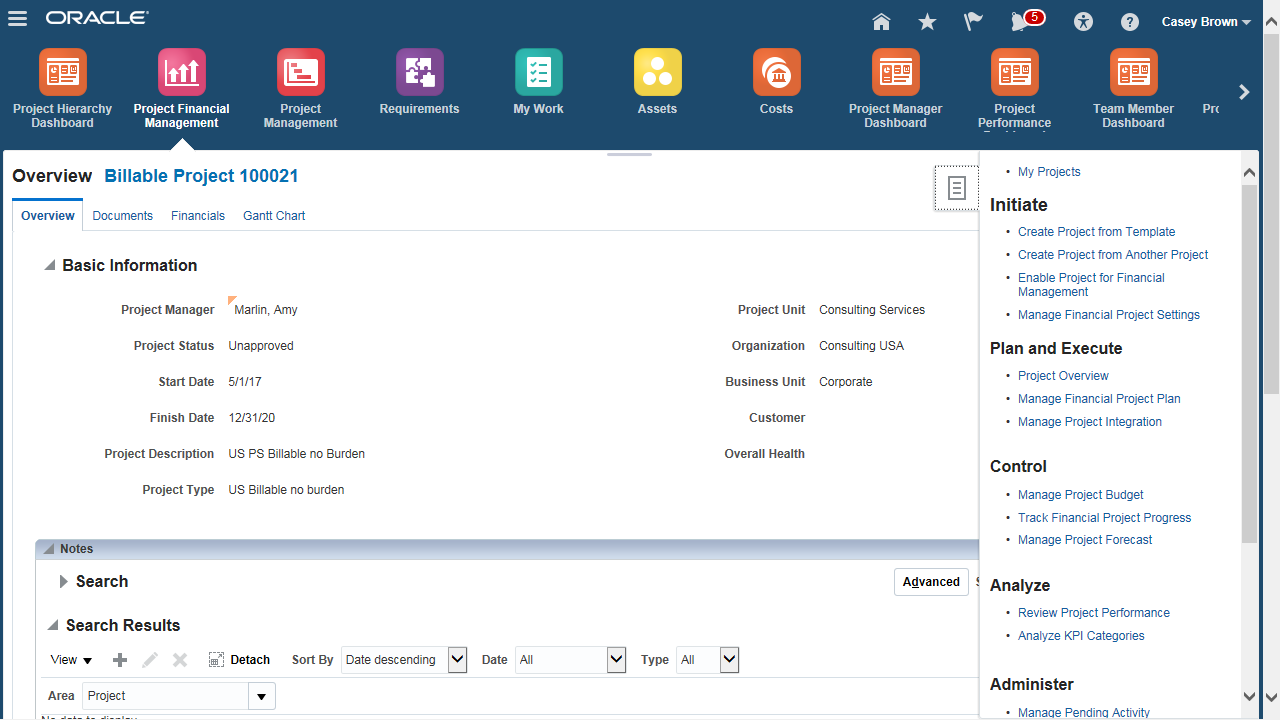 ORACLE
5
Casey Brown
Project Hierarchy
Dashboard
Project Financial
Management
Project
Management
Requirements
My Work
Assets
Costs
Project Manager
Dashboard
Project
Performance
Team Member
Dashboard
Overview Billable Project 100021
Overview Documents Financials Gantt Chart
Basic Information
Project Manager Marlin, Amy
Project Status Unapproved
Start Date 5/1/17
Finish Date 12/31/20
Project Description US PS Billable no Burden
Project Type US Billable no burden
Project Unit Consulting Services
Organization Consulting USA
Business Unit Corporate
Customer
Overall Health
Notes
Search
Advanced
Search Results
View Detach Sort By Date descending Date All Type All
Area Project
No data to display
My Projects
Initiate
Create Project from Template
Create Project from Another Project
Enable Project for Financial
Management
Manage Financial Project Settings
Plan and Execute
Project Overview
Manage Financial Project Plan
Manage Project Integration
Control
Manage Project Budget
Track Financial Project Progress
Manage Project Forecast
Analyze
Review Project Performance
Analyze KPI Categories
Administer
Manage Pending Activity